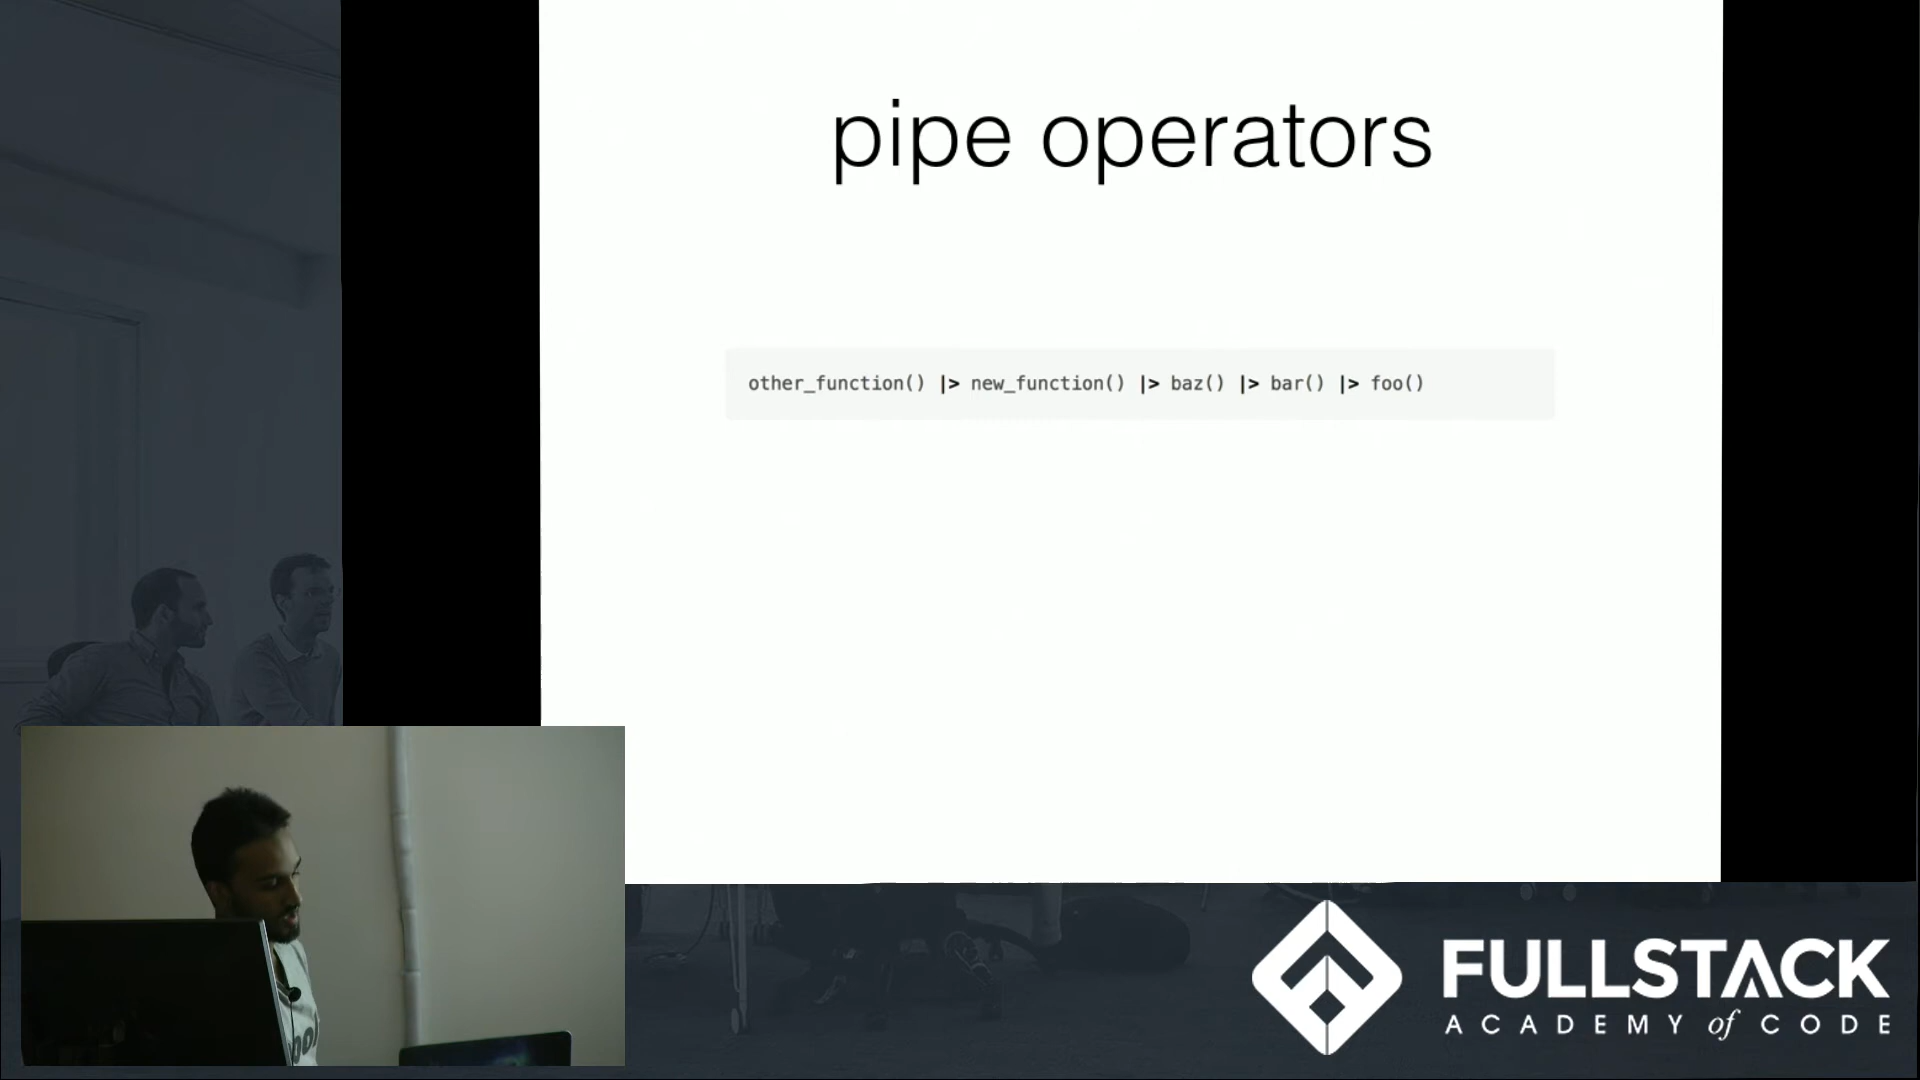 pipe operators
other_function() |> new_function() |> baz() |> bar() |> foo()
FULLSTACK
ACADEMY of CODE